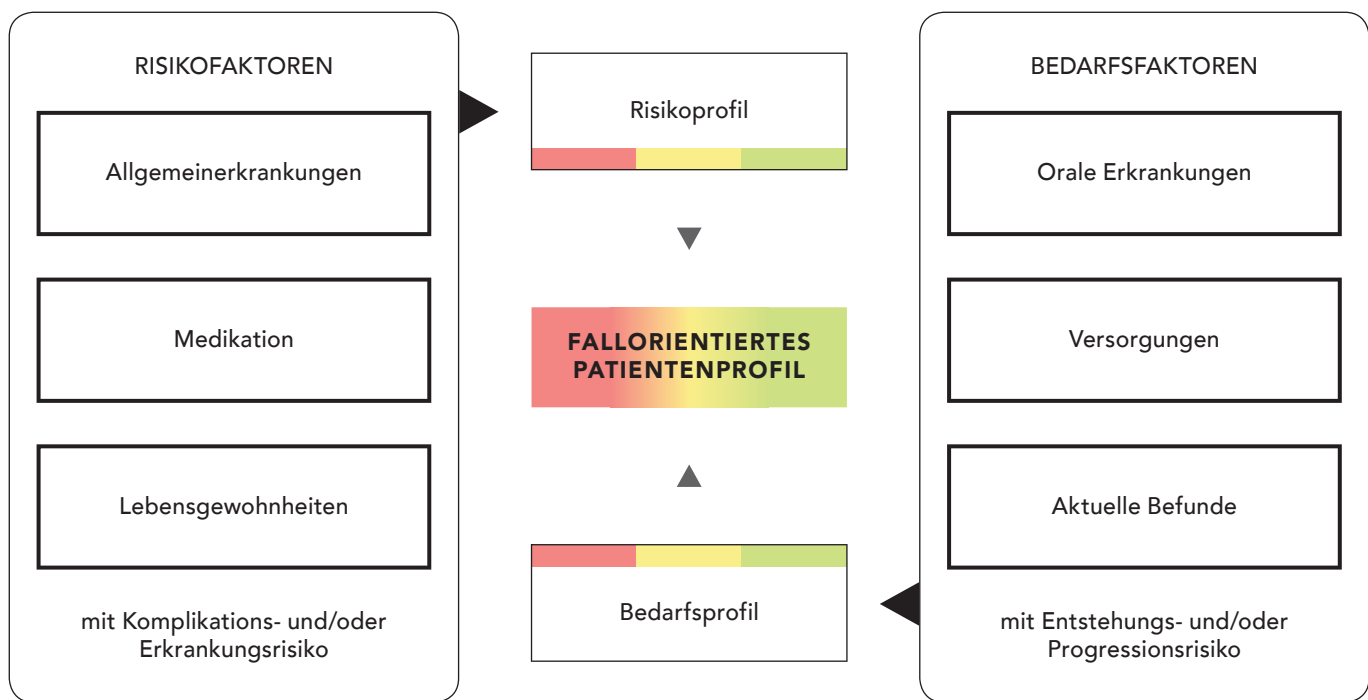 RISIKOFAKTOREN
Allgemeinerkrankungen
Medikation
Lebensgewohnheiten
mit Komplikations- und/oder
Erkrankungsrisiko
Risikoprofil
FALLORIENTIERTES
PATIENTENPROFIL
Bedarfsprofil
BEDARFSFAKTOREN
Orale Erkrankungen
Versorgungen
Aktuelle Befunde
mit Entstehungs- und/oder
Progressionsrisiko